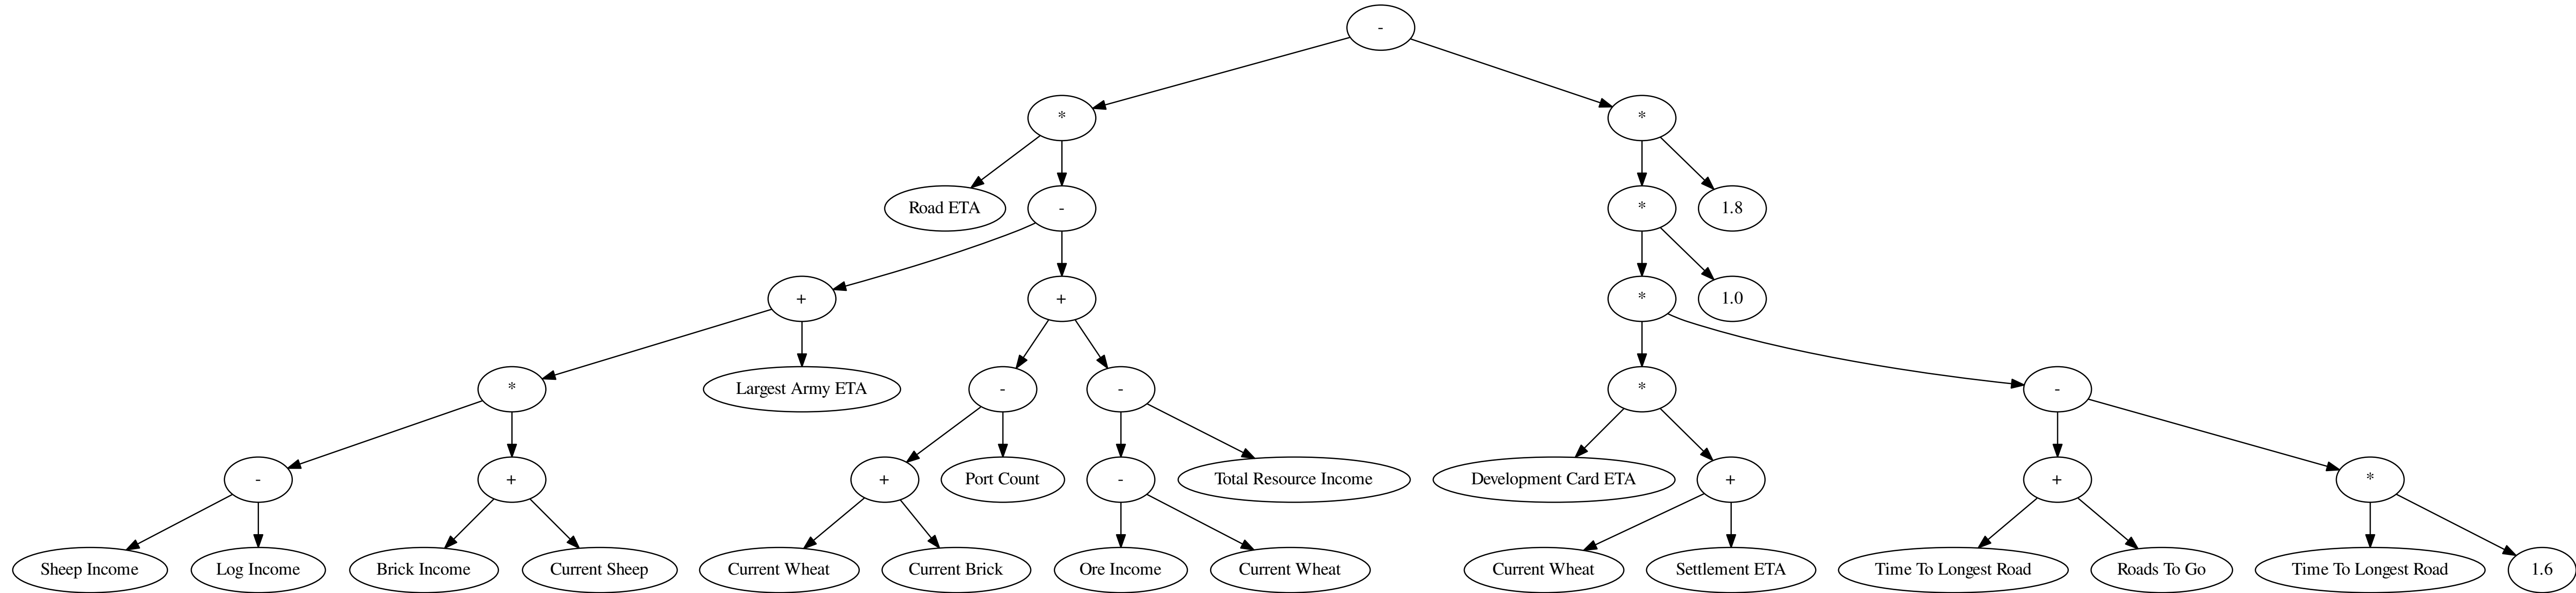 -
*
*
Road ETA
-
*
1.8
+
+
*
1.0
*
Largest Army ETA
-
-
*
-
-
+
+
Port Count
-
Total Resource Income
Development Card ETA
+
+
*
Sheep Income
Log Income
Brick Income
Current Sheep
Current Wheat
Current Brick
Ore Income
Current Wheat
Current Wheat
Settlement ETA
Time To Longest Road
Roads To Go
Time To Longest Road
1.6